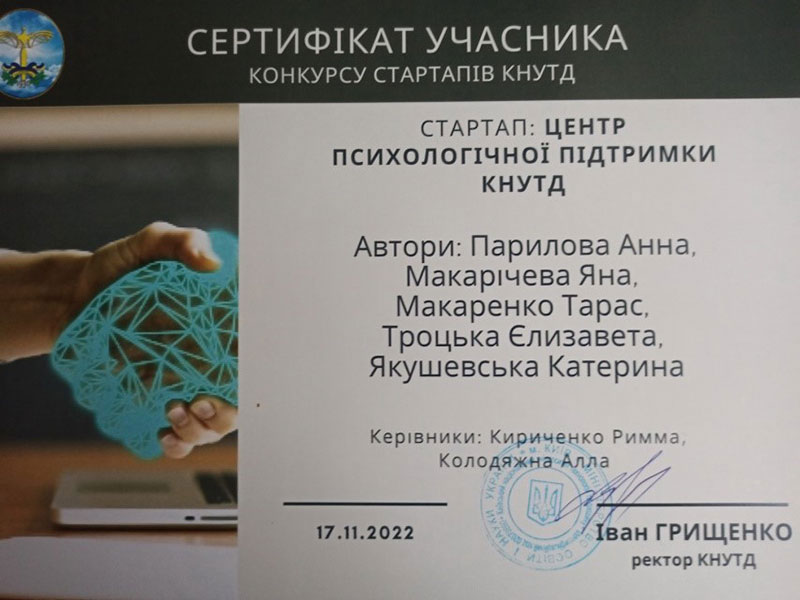 СЕРТИФІКАТ УЧАСНИКА
КОНКУРСУ СТАРТАПІВ КНУТД
СТАРТАП: ЦЕНТР
ПСИХОЛОГІЧНОЇ ПІДТРИМКИ
КНУТД
Автори: Парилова Анна,
Макарічева Яна,
Макаренко Тарас,
Троцька Єлизавета,
Якушевська Катерина
Керівники: Кириченко Римма,
Колодяжна Алла
17.11.2022
Іван ГРИЩЕНКО
ректор КНУТД